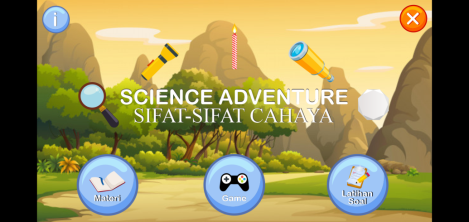 i
SCIENCE ADVENTURE
SIFAT-SIFAT CAHAYA
Materi
Game
Latihan
Soal